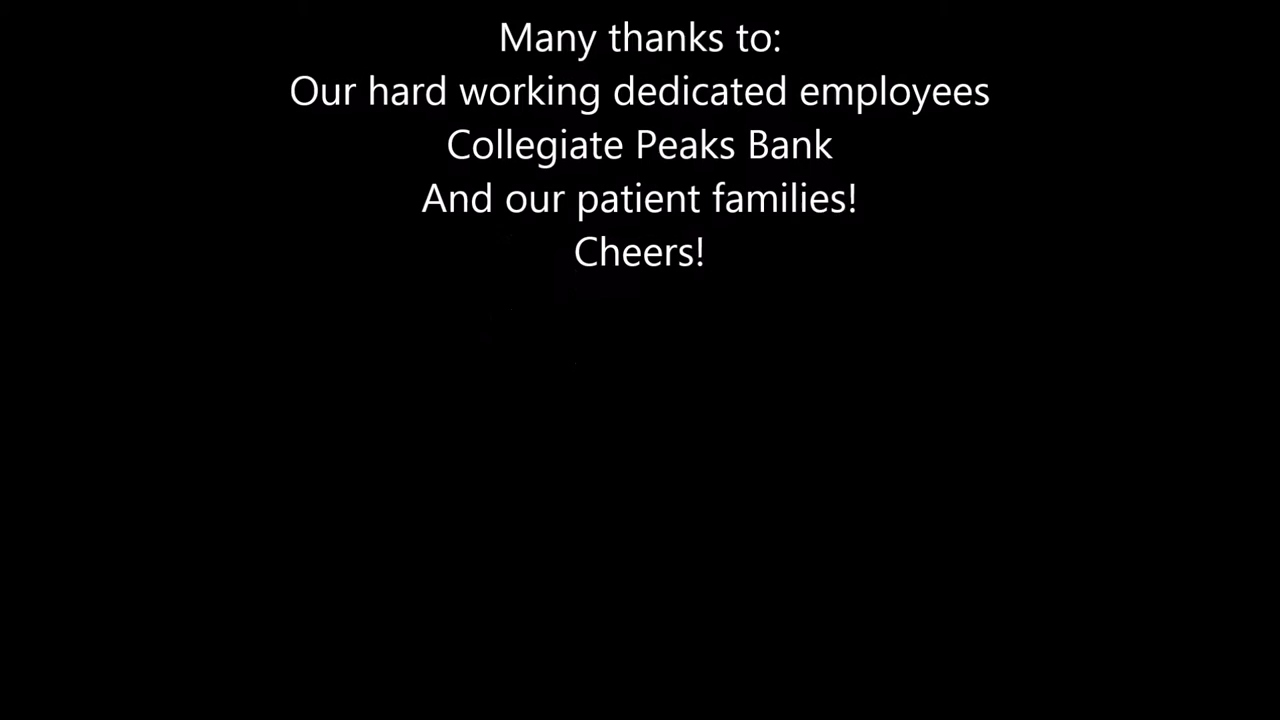 Many thanks to:
Our hard working dedicated employees
Collegiate Peaks Bank
And our patient families!
Cheers!